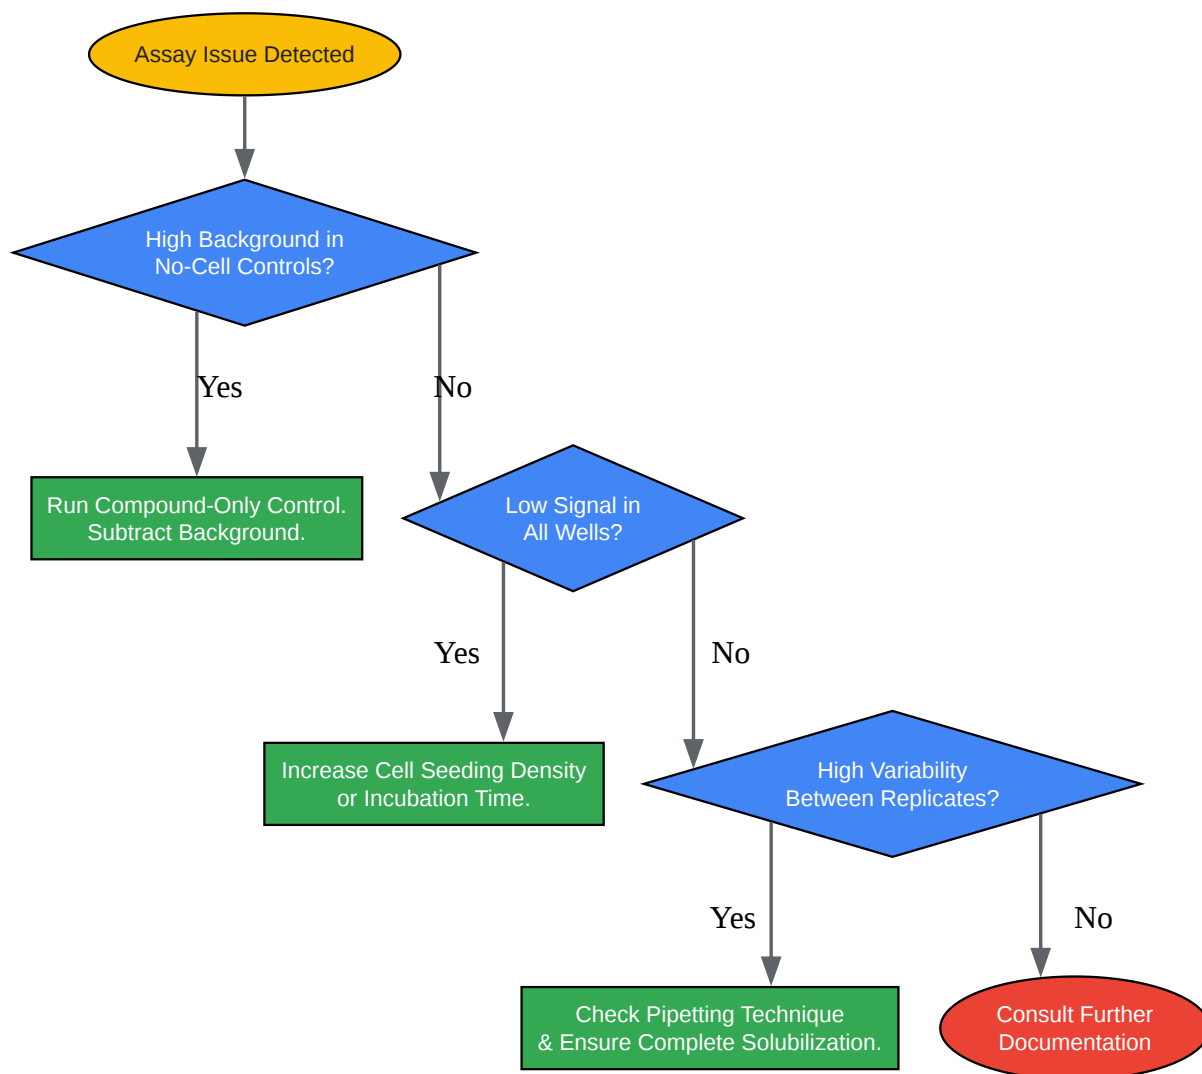 Assay Issue Detected
High Background in
No-Cell Controls?
Yes
No
Run Compound-Only Control.
Subtract Background.
Low Signal in
All Wells?
Yes
No
Increase Cell Seeding Density
or Incubation Time.
High Variability
Between Replicates?
Yes
No
Check Pipetting Technique
& Ensure Complete Solubilization.
Consult Further
Documentation